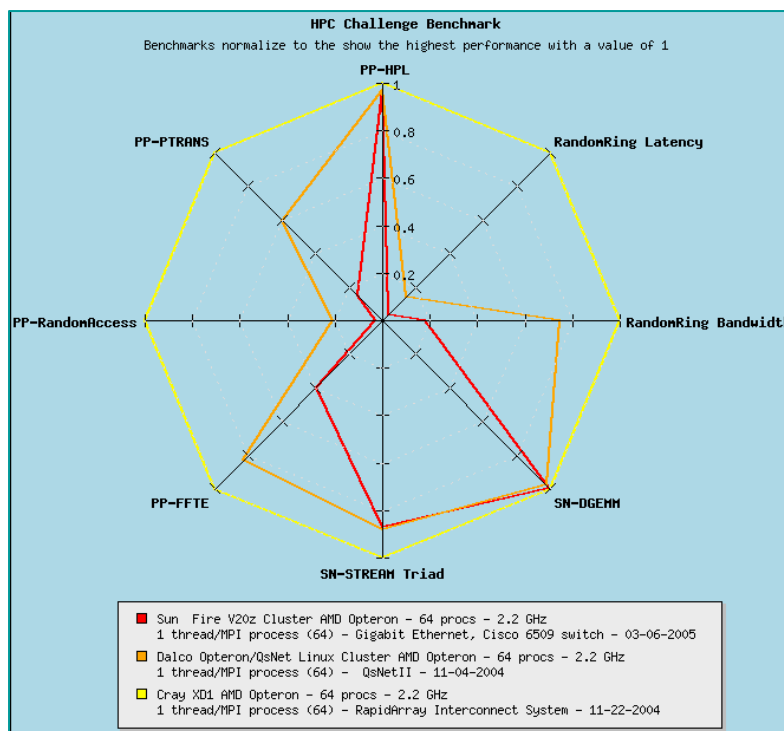 HPC Challenge Benchmark
Benchmarks normalize to the show the highest performance with a value of 1
PP-HPL
1
PP-PTRANS
RandomRing Latency
0.8
0.6
0.4
0.2
PP-RandomAccess
RandomRing Bandwidth
PP-FFTE
SN-DGEMM
SN-STREAM Triad
Sun Fire V20z Cluster AMD Opteron - 64 procs - 2.2 GHz
1 thread/MPI process (64) - Gigabit Ethernet, Cisco 6509 switch - 03-06-2005
Dalco Opteron/QsNet Linux Cluster AMD Opteron - 64 procs - 2.2 GHz
1 thread/MPI process (64) - QsNetII - 11-04-2004
Cray XD1 AMD Opteron - 64 procs - 2.2 GHz
1 thread/MPI process (64) - RapidArray Interconnect System - 11-22-2004